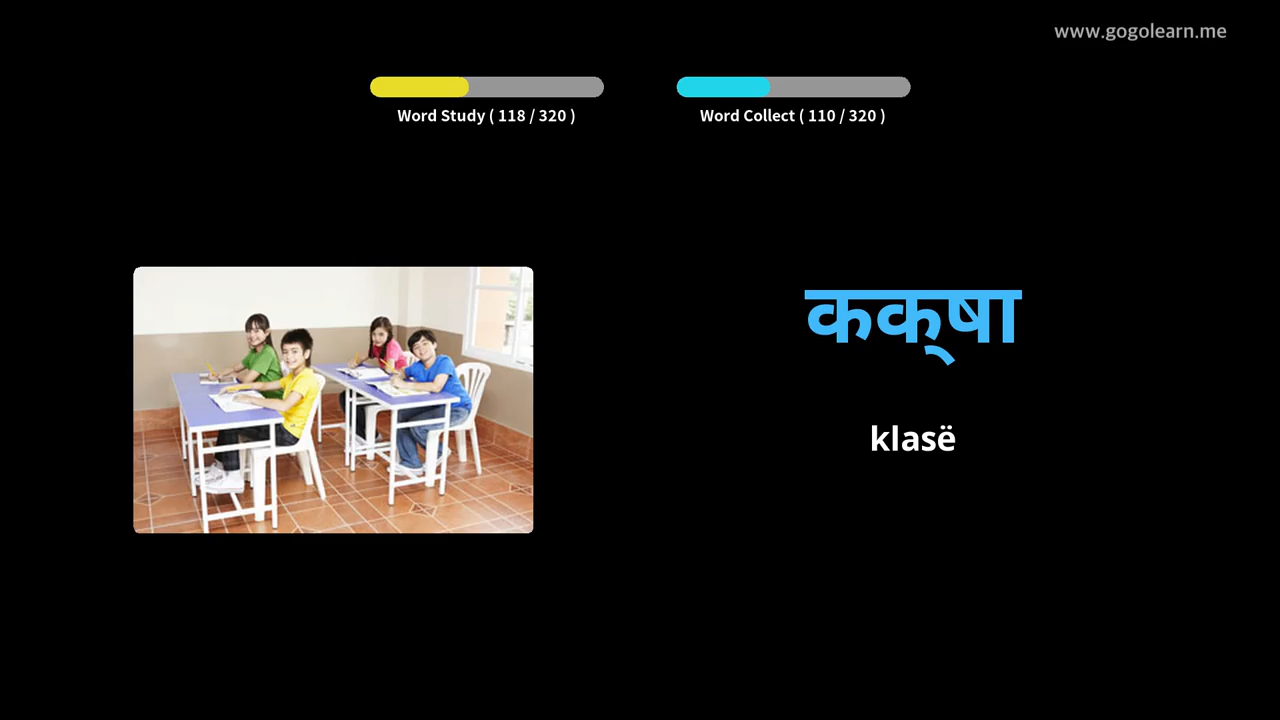 www.gogolearn.me
Word Study ( 118 / 320 )
Word Collect ( 110 / 320 )
कक्षा
klasë